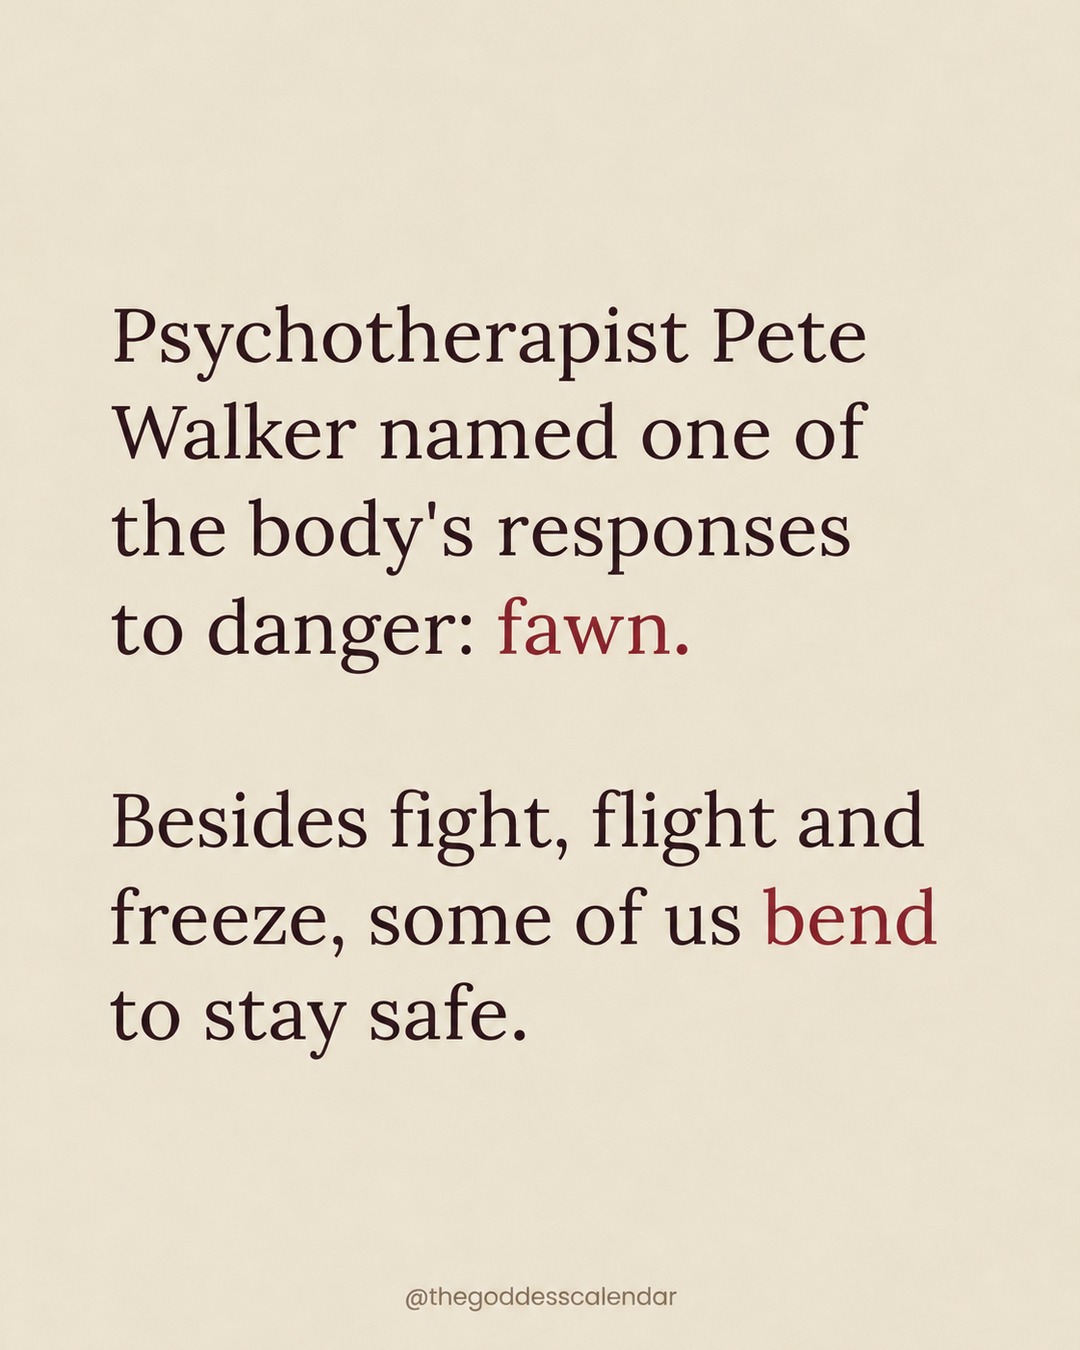 Psychotherapist Pete
Walker named one of
the body's responses
to danger: fawn.
Besides fight, flight and
freeze, some of us bend
to stay safe.
@thegoddesscalendar